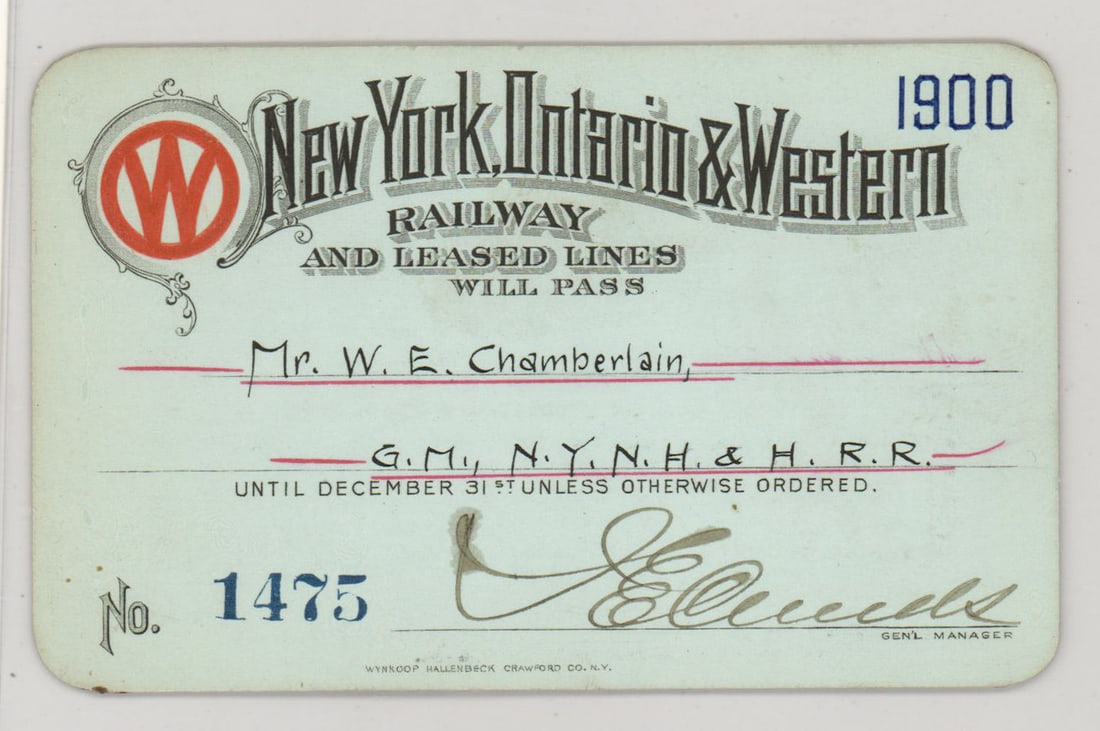 1900
W
New York, Ontario & Western
RAILWAY
AND LEASED LINES
WILL PASS
Mr. W. E. Chamberlain,
G.M., N.Y.N.H. & H. R.R.
UNTIL DECEMBER 31ST UNLESS OTHERWISE ORDERED.
No. 1475
GEN'L MANAGER
WYNKOOP HALLENBECK CRAWFORD CO. N.Y.